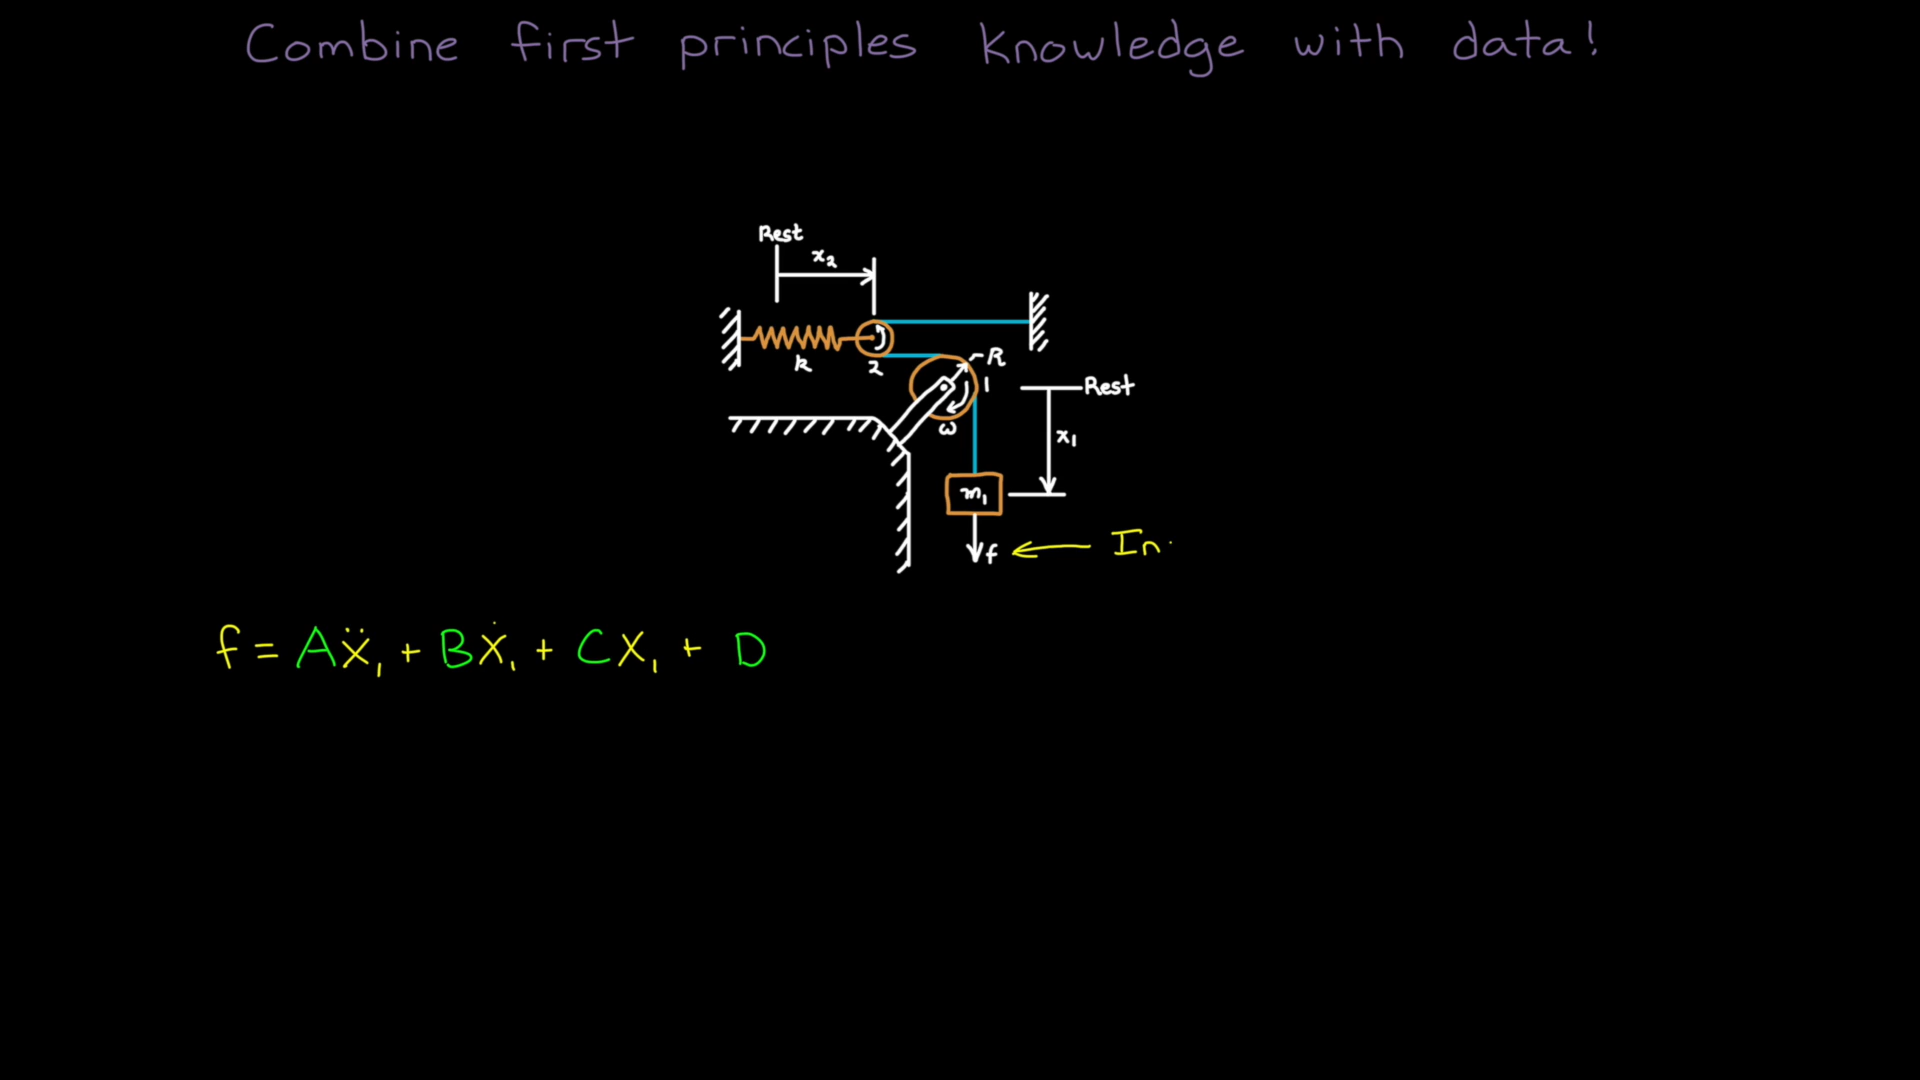 Combine first principles Knowledge with data!
Rest
x₂
k
2
R
1
Rest
ω
x₁
m₁
f
In
f = Aẍ₁ + Bẋ₁ + Cx₁ + D